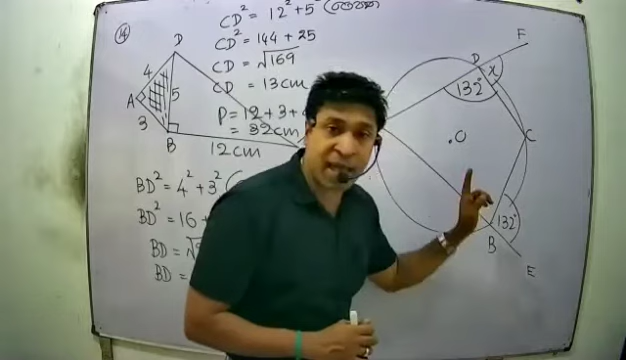 14
CD² = 12² + 5²
CD² = 144 + 25
CD = √169
CD = 13cm
P = 12 + 3 +
= 32cm
D
4
5
A
3
B
12cm
BD² = 4² + 3² (
BD² = 16 +
BD = √
BD =
F
D
x
132°
O
C
132°
B
E